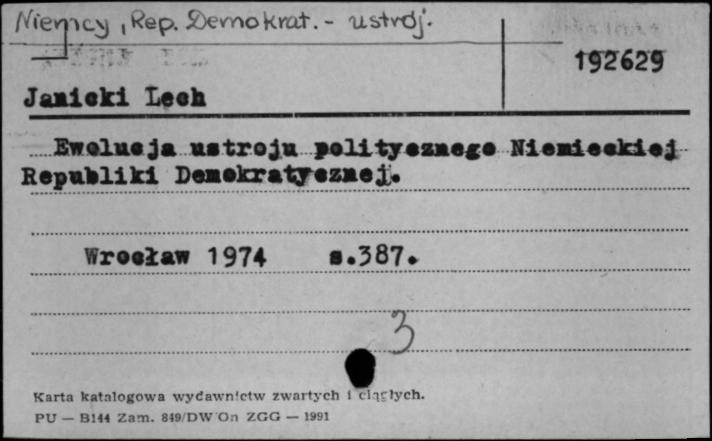 Niemcy, Rep. Demokrat. - ustrój.
192629
Janicki Lech
Ewolucja ustroju politycznego Niemieckiej
Republiki Demokratycznej.
Wrocław 1974 s.387.
3
Karta katalogowa wydawnictw zwartych i ciągłych.
PU — B144 Zam. 849/DW On ZGG — 1991